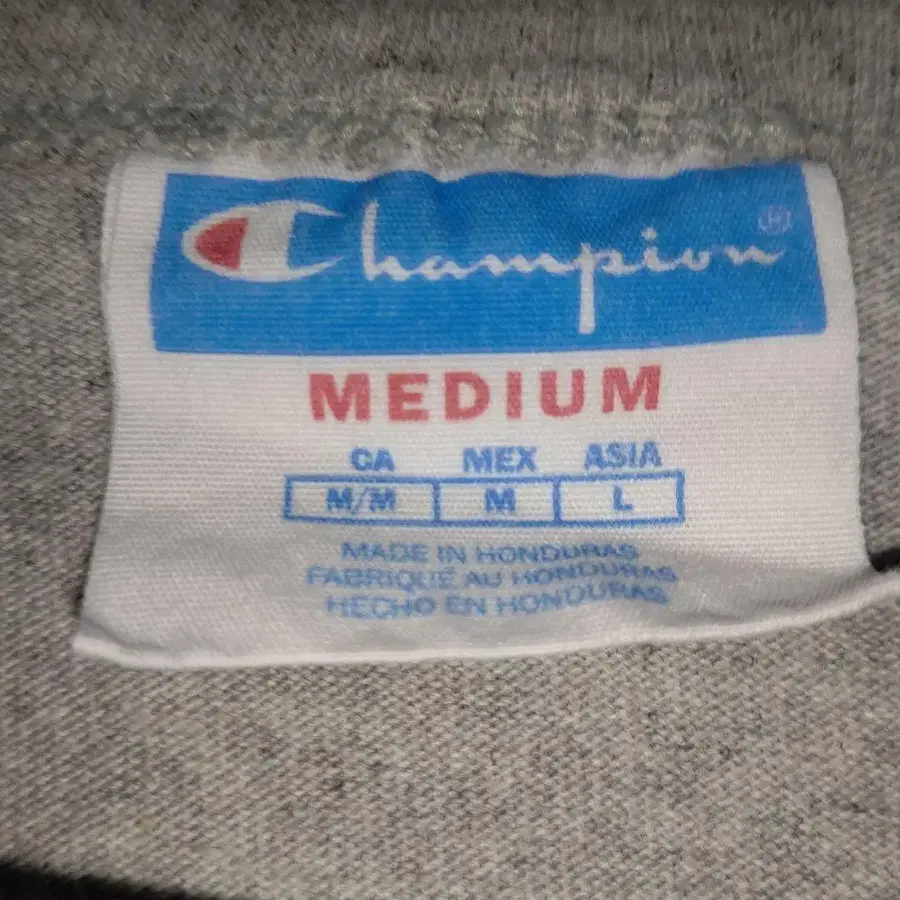 Champion®
MEDIUM
CA MEX ASIA
M/M M L
MADE IN HONDURAS
FABRIQUÉ AU HONDURAS
HECHO EN HONDURAS